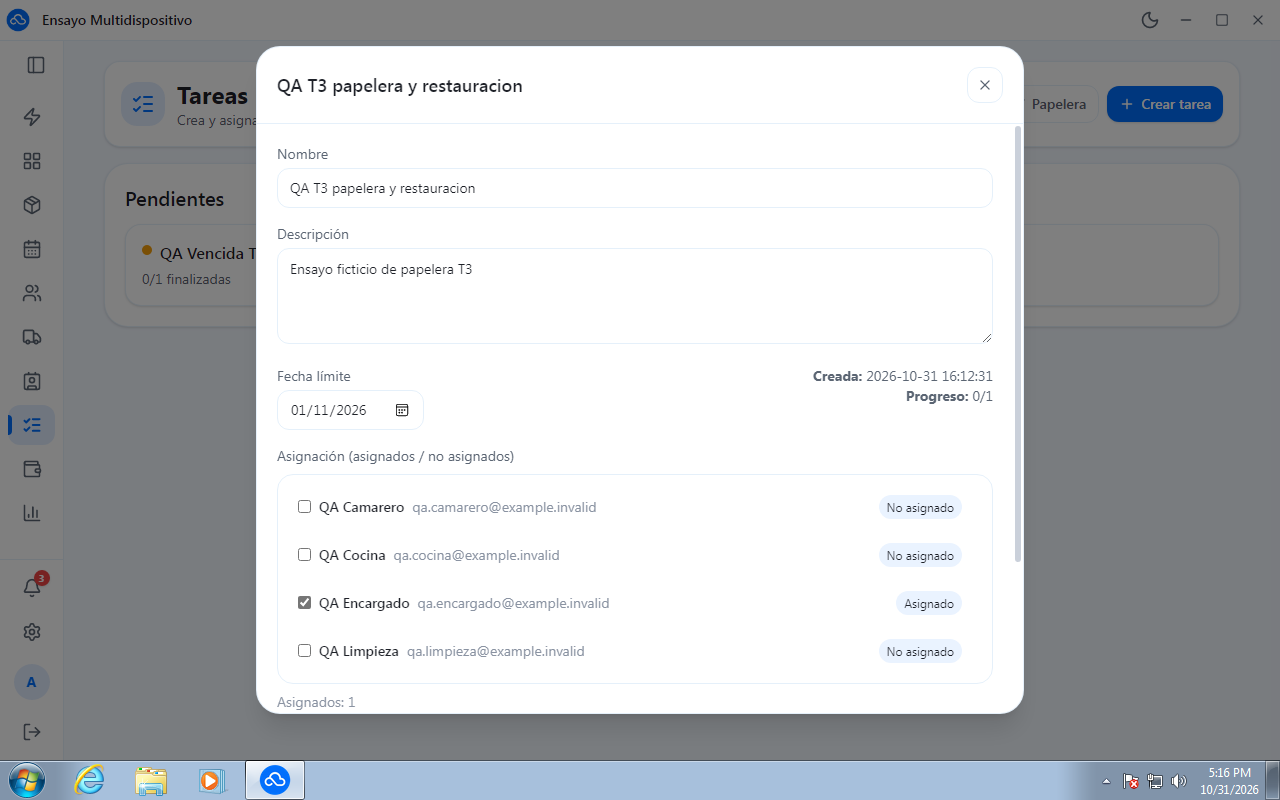 Ensayo Multidispositivo
Tareas
Crea y asigna
Papelera
+ Crear tarea
Pendientes
QA Vencida T
0/1 finalizadas
QA T3 papelera y restauracion
Nombre
QA T3 papelera y restauracion
Descripción
Ensayo ficticio de papelera T3
Fecha límite
Creada: 2026-10-31 16:12:31
Progreso: 0/1
01/11/2026
Asignación (asignados / no asignados)
QA Camarero qa.camarero@example.invalid No asignado
QA Cocina qa.cocina@example.invalid No asignado
QA Encargado qa.encargado@example.invalid Asignado
QA Limpieza qa.limpieza@example.invalid No asignado
Asignados: 1
3
A
5:16 PM
10/31/2026